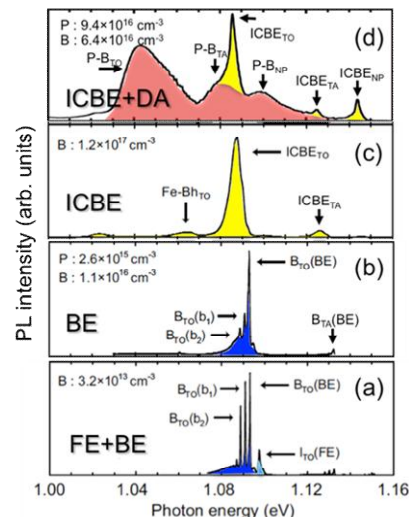 PL intensity (arb. units)
P : 9.4×10¹⁶ cm⁻³
B : 6.4×10¹⁶ cm⁻³
(d)
ICBE_TO
P-B_TO
P-B_TA
P-B_NP
ICBE_TA
ICBE_NP
ICBE+DA
B : 1.2×10¹⁷ cm⁻³
(c)
ICBE_TO
Fe-Bh_TO
ICBE_TA
ICBE
P : 2.6×10¹⁵ cm⁻³
B : 1.1×10¹⁶ cm⁻³
(b)
B_TO(BE)
B_TO(b₁)
B_TO(b₂)
B_TA(BE)
BE
B : 3.2×10¹³ cm⁻³
(a)
B_TO(b₁)
B_TO(BE)
B_TO(b₂)
I_TO(FE)
FE+BE
1.00 1.04 1.08 1.12 1.16
Photon energy (eV)